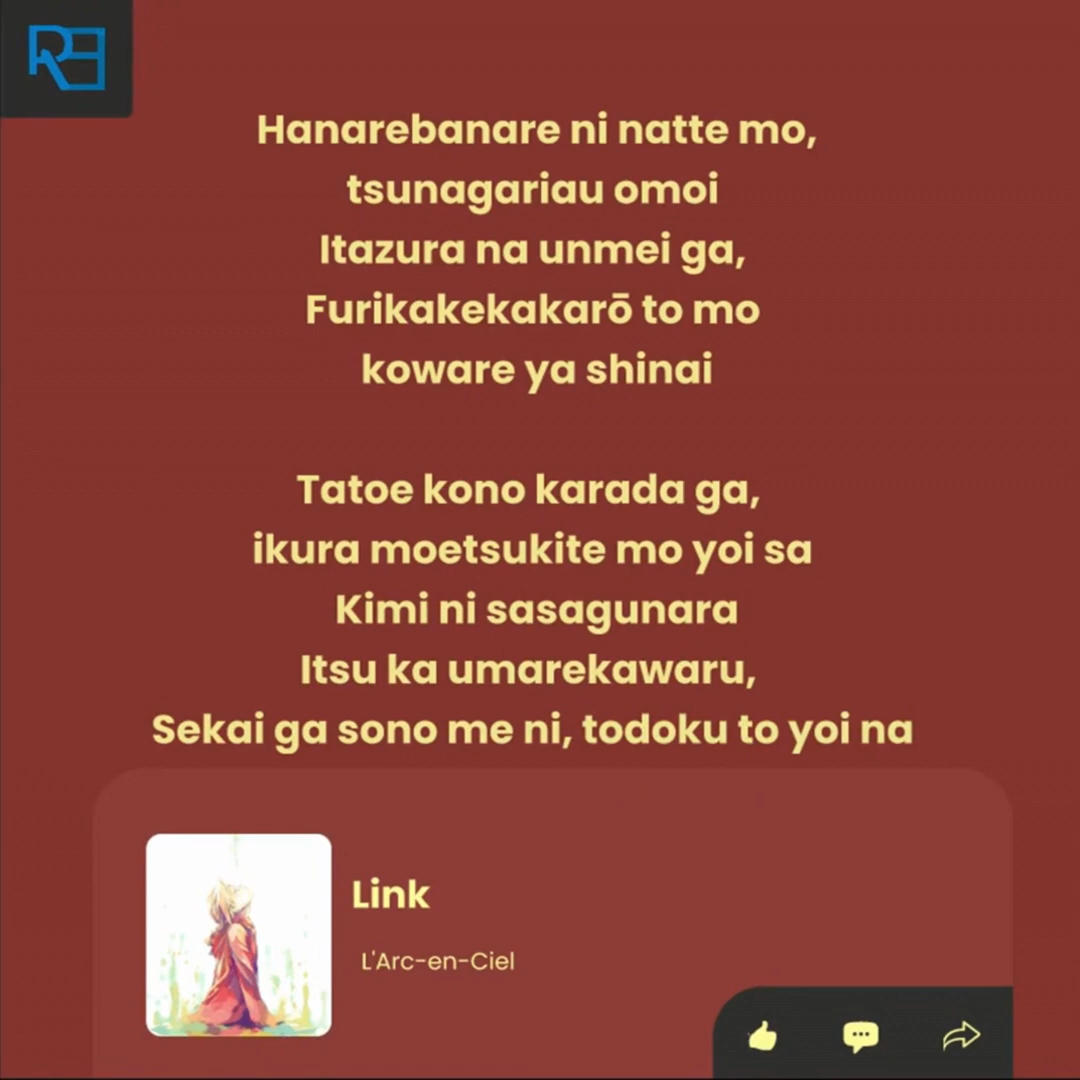 RE
Hanarebanare ni natte mo,
tsunagariau omoi
Itazura na unmei ga,
Furikakekakarō to mo
koware ya shinai
Tatoe kono karada ga,
ikura moetsukite mo yoi sa
Kimi ni sasagunara
Itsu ka umarekawaru,
Sekai ga sono me ni, todoku to yoi na
Link
L'Arc-en-Ciel